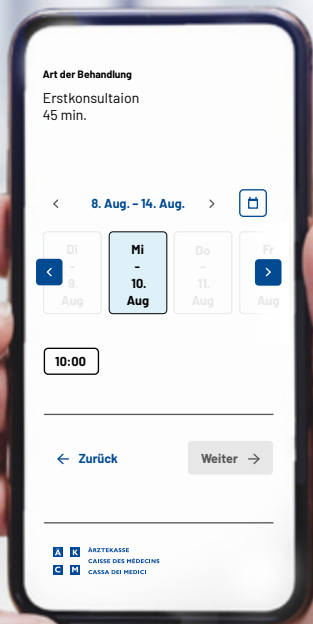 Art der Behandlung
Erstkonsultaion
45 min.
8. Aug. – 14. Aug.
Di
-
9.
Aug
Mi
-
10.
Aug
Do
-
11.
Aug
Fr
Aug
10:00
Zurück
Weiter
Ä K
C M
ÄRZTEKASSE
CAISSE DES MÉDECINS
CASSA DEI MEDICI